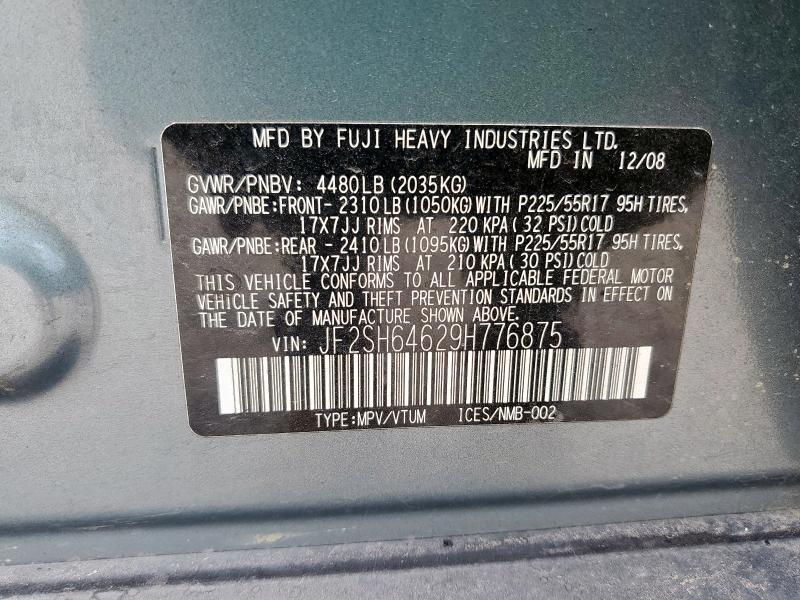 MFD BY FUJI HEAVY INDUSTRIES LTD.
MFD IN 12/08
GVWR/PNBV: 4480LB(2035KG)
GAWR/PNBE:FRONT- 2310LB(1050KG)WITH P225/55R17 95H TIRES,
17X7JJ RIMS AT 220 KPA(32 PSI)COLD
GAWR/PNBE:REAR - 2410LB(1095KG)WITH P225/55R17 95H TIRES,
17X7JJ RIMS AT 210 KPA(30 PSI)COLD
THIS VEHICLE CONFORMS TO ALL APPLICABLE FEDERAL MOTOR
VEHICLE SAFETY AND THEFT PREVENTION STANDARDS IN EFFECT ON
THE DATE OF MANUFACTURE SHOWN ABOVE.
VIN: JF2SH64629H776875
TYPE:MPV/VTUM ICES/NMB-002